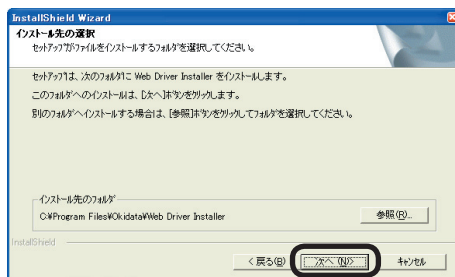 InstallShield Wizard
インストール先の選択
セットアップがファイルをインストールするフォルダを選択してください。
セットアップは、次のフォルダに Web Driver Installer をインストールします。
このフォルダへのインストールは、[次へ]ボタンをクリックします。
別のフォルダへインストールする場合は、[参照]ボタンをクリックしてフォルダを選択してください。
インストール先のフォルダ
C:¥Program Files¥Okidata¥Web Driver Installer
参照(R)...
InstallShield
< 戻る(B)
次へ (N)>
キャンセル